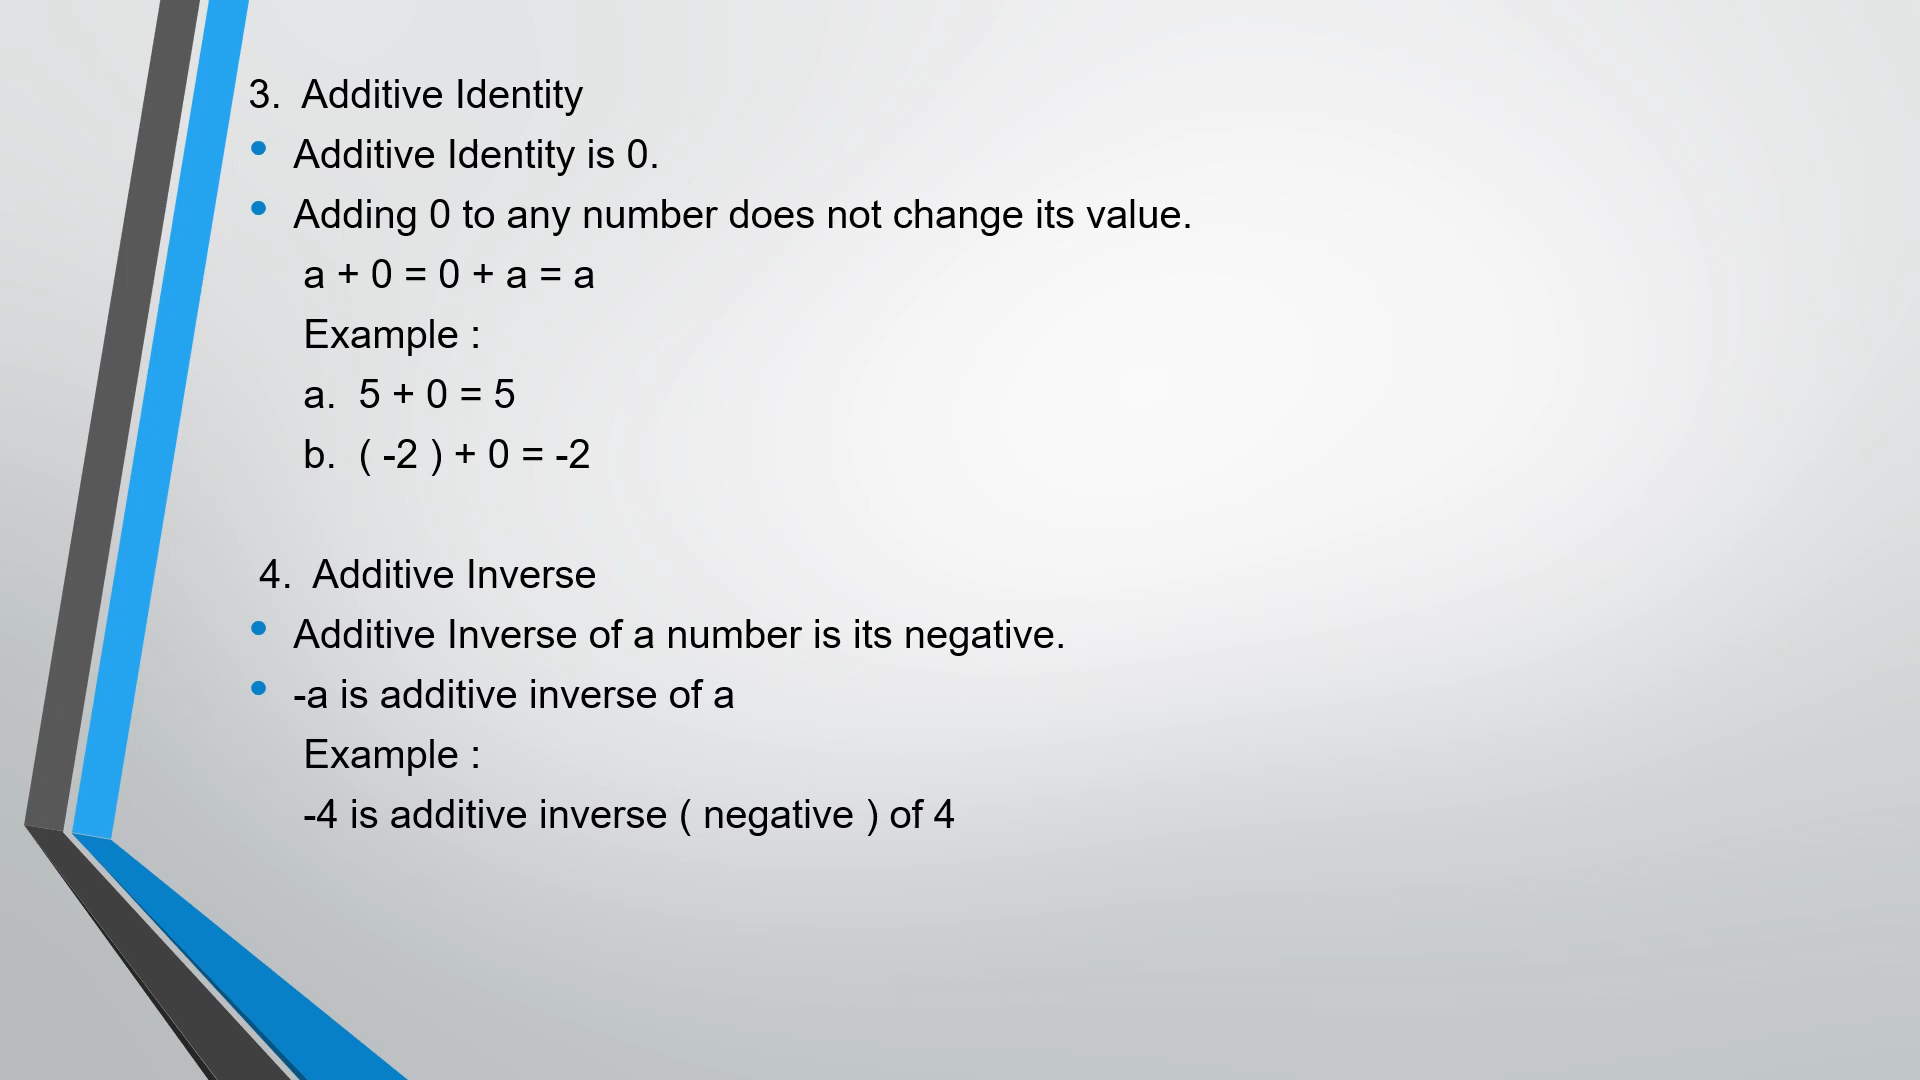 3. Additive Identity
• Additive Identity is 0.
• Adding 0 to any number does not change its value.
a + 0 = 0 + a = a
Example :
a. 5 + 0 = 5
b. ( -2 ) + 0 = -2
4. Additive Inverse
• Additive Inverse of a number is its negative.
• -a is additive inverse of a
Example :
-4 is additive inverse ( negative ) of 4